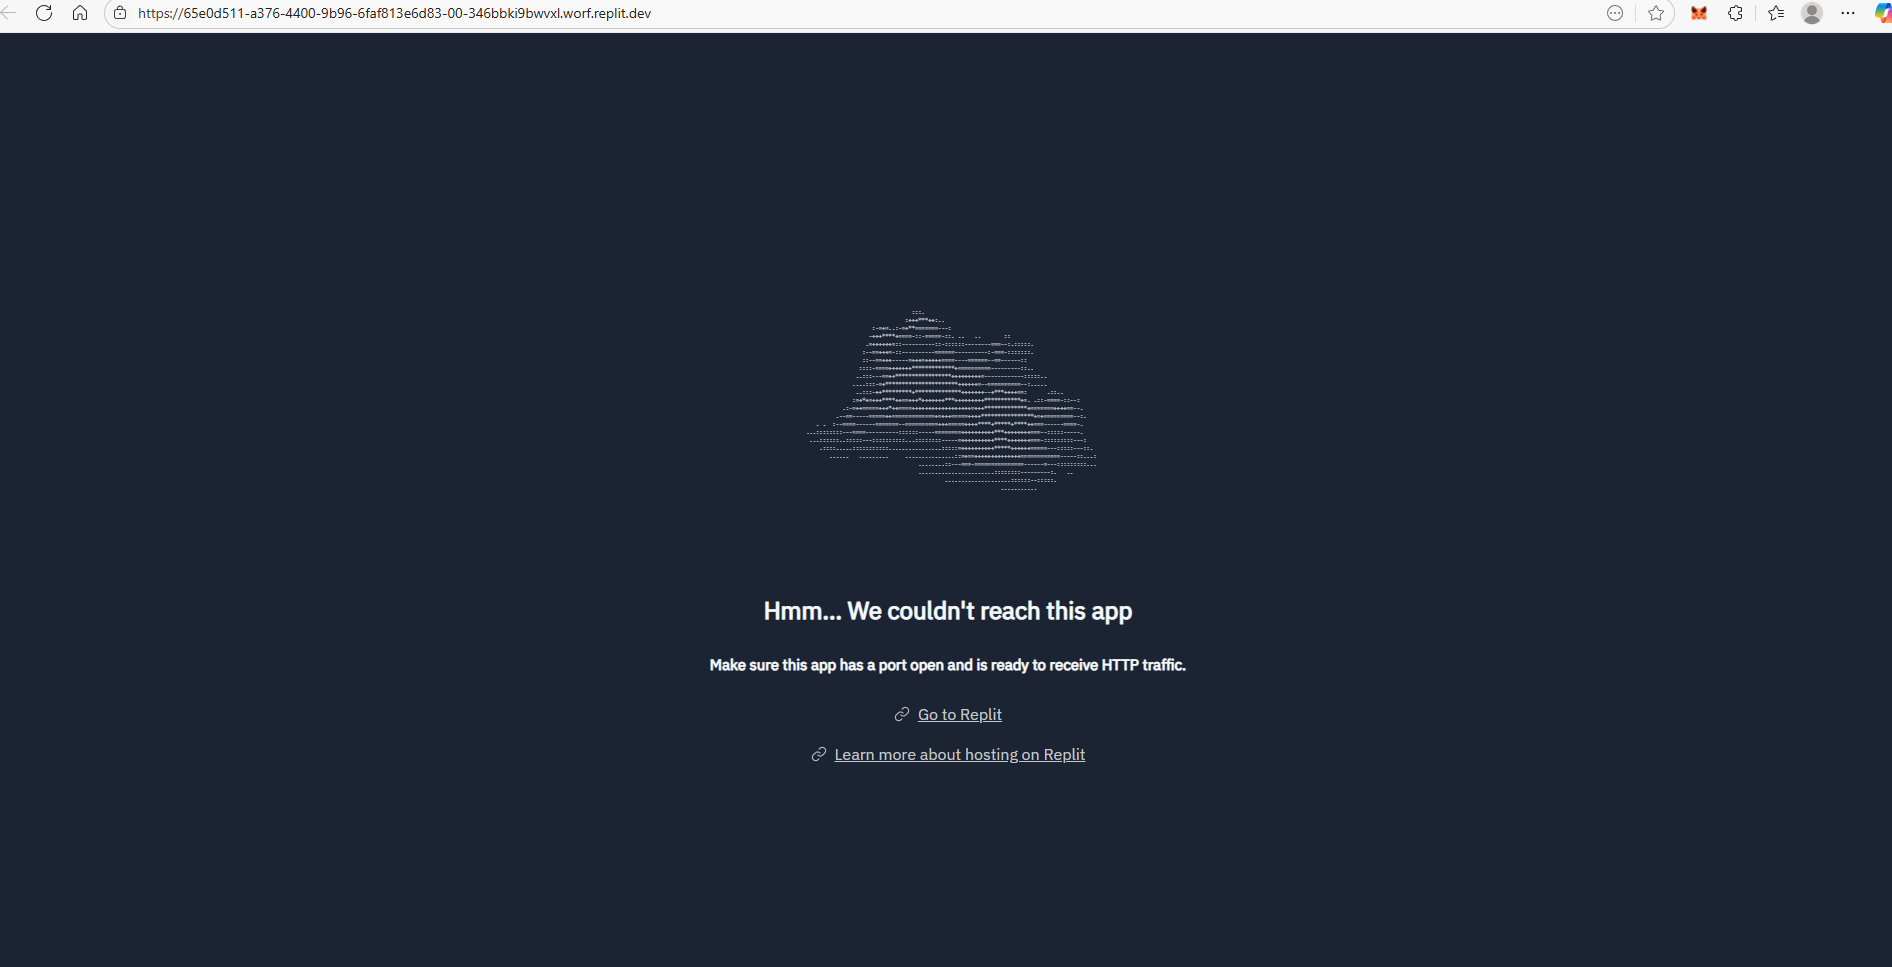 https://65e0d511-a376-4400-9b96-6faf813e6d83-00-346bbki9bwvxl.worf.replit.dev
Hmm... We couldn't reach this app
Make sure this app has a port open and is ready to receive HTTP traffic.
Go to Replit
Learn more about hosting on Replit